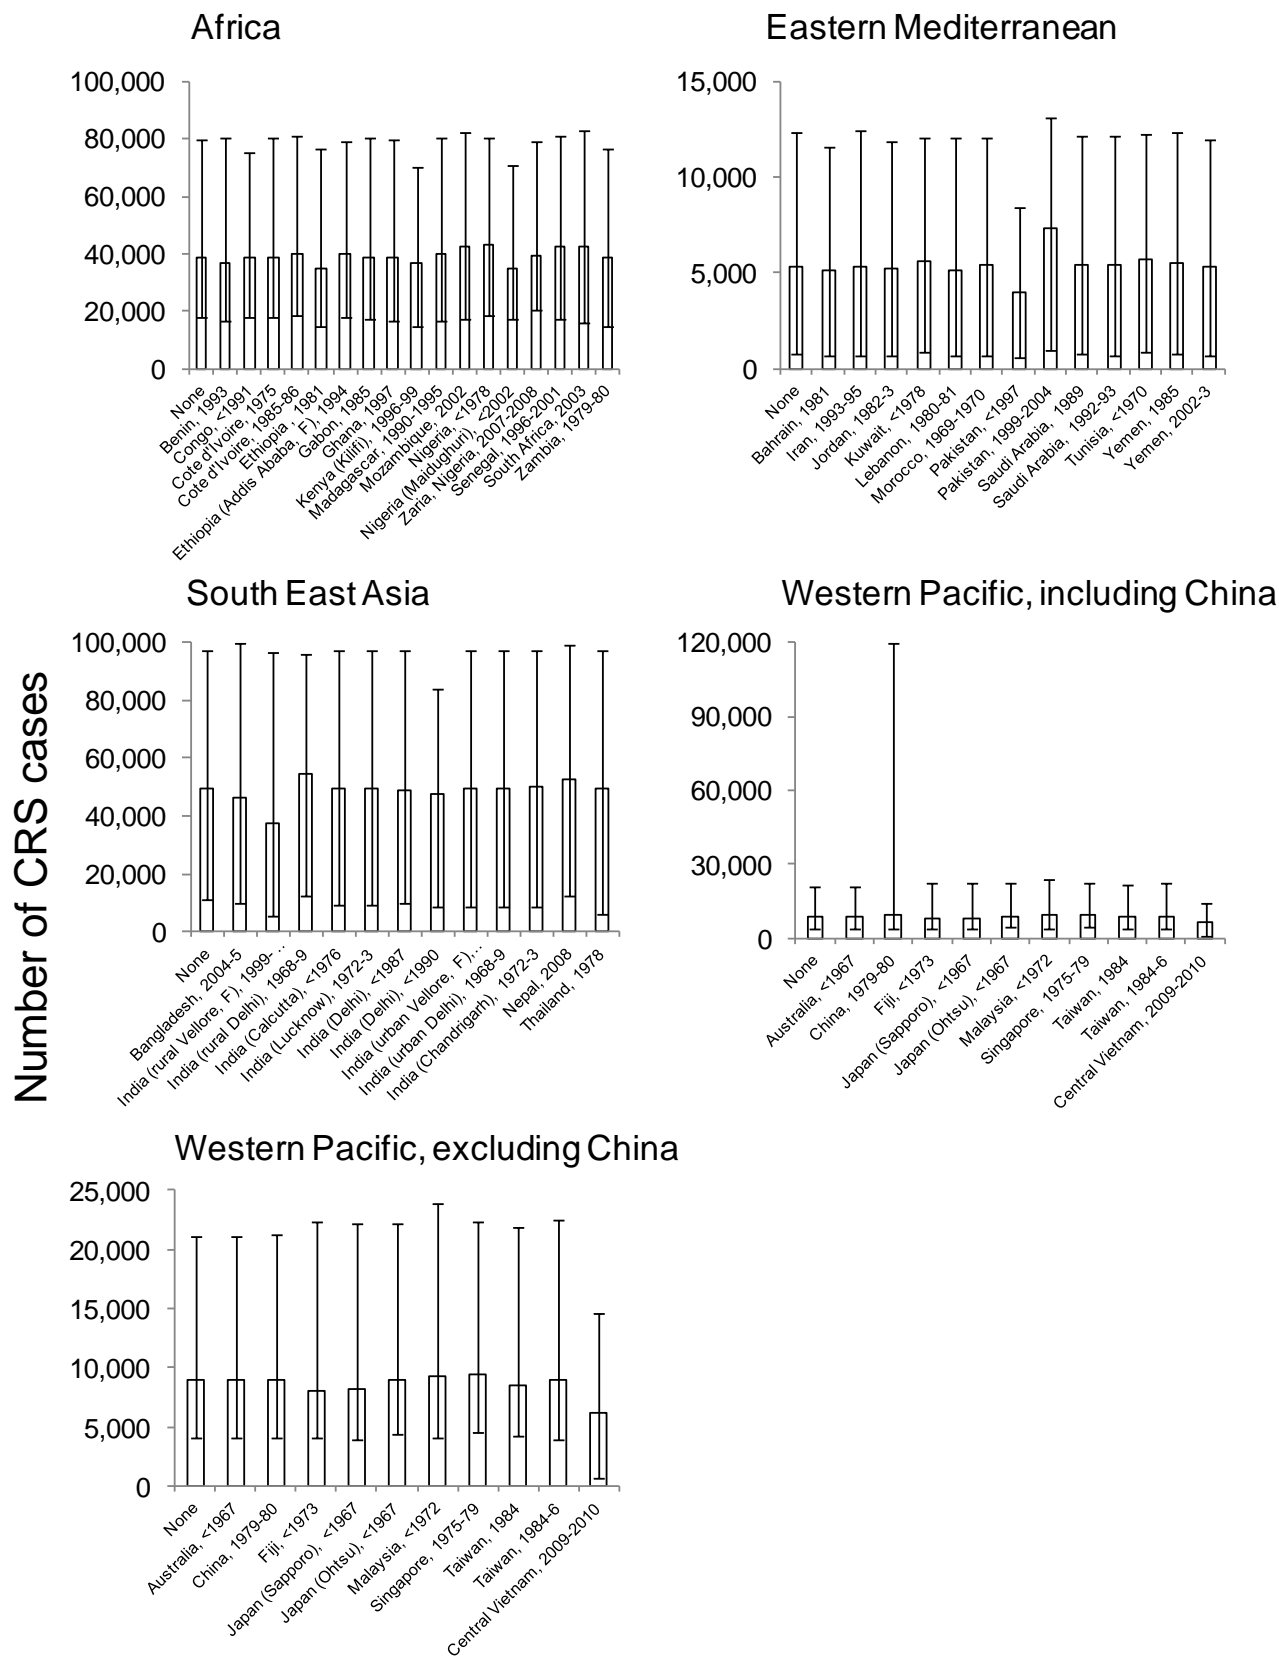 Africa
100,000
80,000
60,000
40,000
20,000
0
None
Benin, 1993
Congo, <1991
Cote d'Ivoire, 1975
Cote d'Ivoire, 1985-86
Ethiopia, 1981
Ethiopia (Addis Ababa, F), 1994
Gabon, 1985
Ghana, 1997
Kenya (Kilifi), 1996-99
Madagascar, 1990-1995
Mozambique, 2002
Nigeria, <1978
Nigeria (Maidughuri), <2002
Zaria, Nigeria, 2007-2008
Senegal, 1996-2001
South Africa, 2003
Zambia, 1979-80
Eastern Mediterranean
15,000
10,000
5,000
0
None
Bahrain, 1981
Iran, 1993-95
Jordan, 1982-3
Kuwait, <1978
Lebanon, 1980-81
Morocco, 1969-1970
Pakistan, <1997
Pakistan, 1999-2004
Saudi Arabia, 1989
Saudi Arabia, 1992-93
Tunisia, <1970
Yemen, 1985
Yemen, 2002-3
Number of CRS cases
South East Asia
100,000
80,000
60,000
40,000
20,000
0
None
Bangladesh, 2004-5
India (rural Vellore, F), 1999-..
India (rural Delhi), 1968-9
India (Calcutta), <1976
India (Lucknow), 1972-3
India (Delhi), <1987
India (Delhi), <1990
India (urban Vellore, F)...
India (urban Delhi), 1968-9
India (Chandrigarh), 1972-3
Nepal, 2008
Thailand, 1978
Western Pacific, including China
120,000
90,000
60,000
30,000
0
None
Australia, <1967
China, 1979-80
Fiji, <1973
Japan (Sapporo), <1967
Japan (Ohtsu), <1967
Malaysia, <1972
Singapore, 1975-79
Taiwan, 1984
Taiwan, 1984-6
Central Vietnam, 2009-2010
Western Pacific, excluding China
25,000
20,000
15,000
10,000
5,000
0
None
Australia, <1967
China, 1979-80
Fiji, <1973
Japan (Sapporo), <1967
Japan (Ohtsu), <1967
Malaysia, <1972
Singapore, 1975-79
Taiwan, 1984
Taiwan, 1984-6
Central Vietnam, 2009-2010